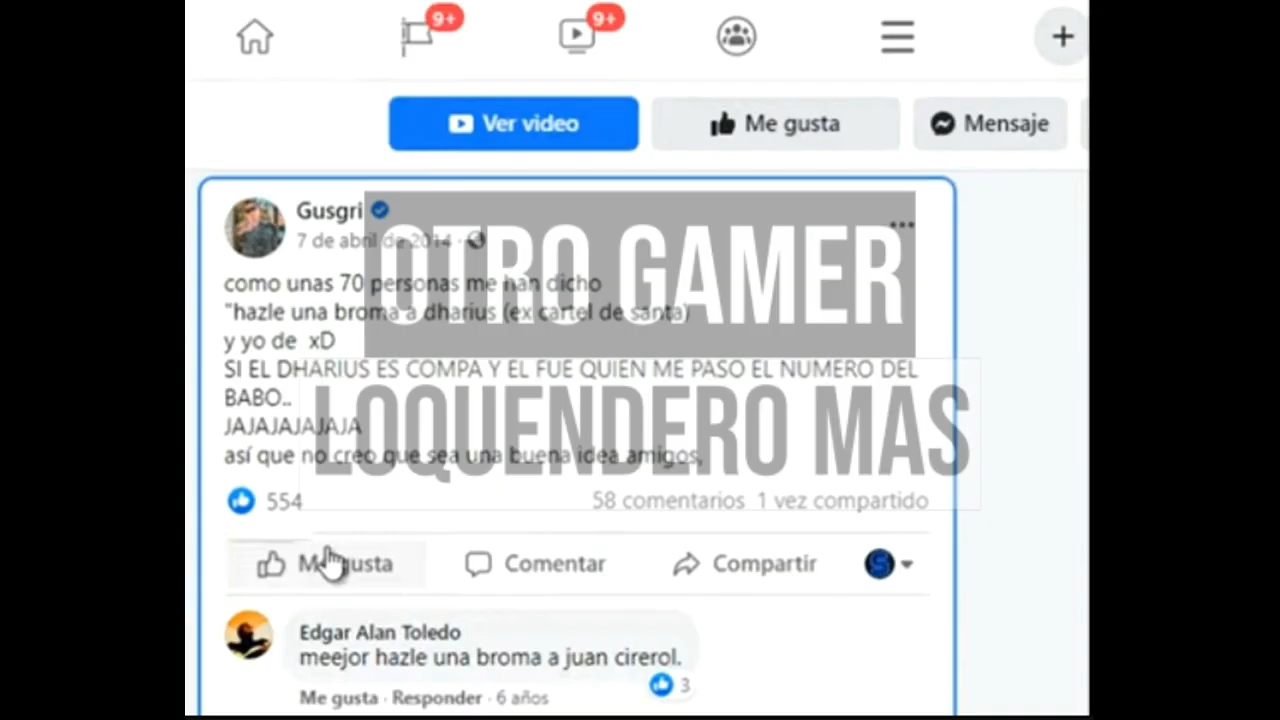 9+
9+
Ver video
Me gusta
Mensaje
Gusgri
7 de abril de 2014
OTRO GAMER
como unas 70 personas me han dicho
"hazle una broma a dharius (ex cartel de santa)
y yo de xD
SI EL DHARIUS ES COMPA Y EL FUE QUIEN ME PASO EL NUMERO DEL
BABO..
JAJAJAJAJAJA
LOQUENDERO MAS
así que no creo que sea una buena idea amigos,
554
58 comentarios 1 vez compartido
Me gusta
Comentar
Compartir
Edgar Alan Toledo
meejor hazle una broma a juan cirerol.
3
Me gusta · Responder · 6 años